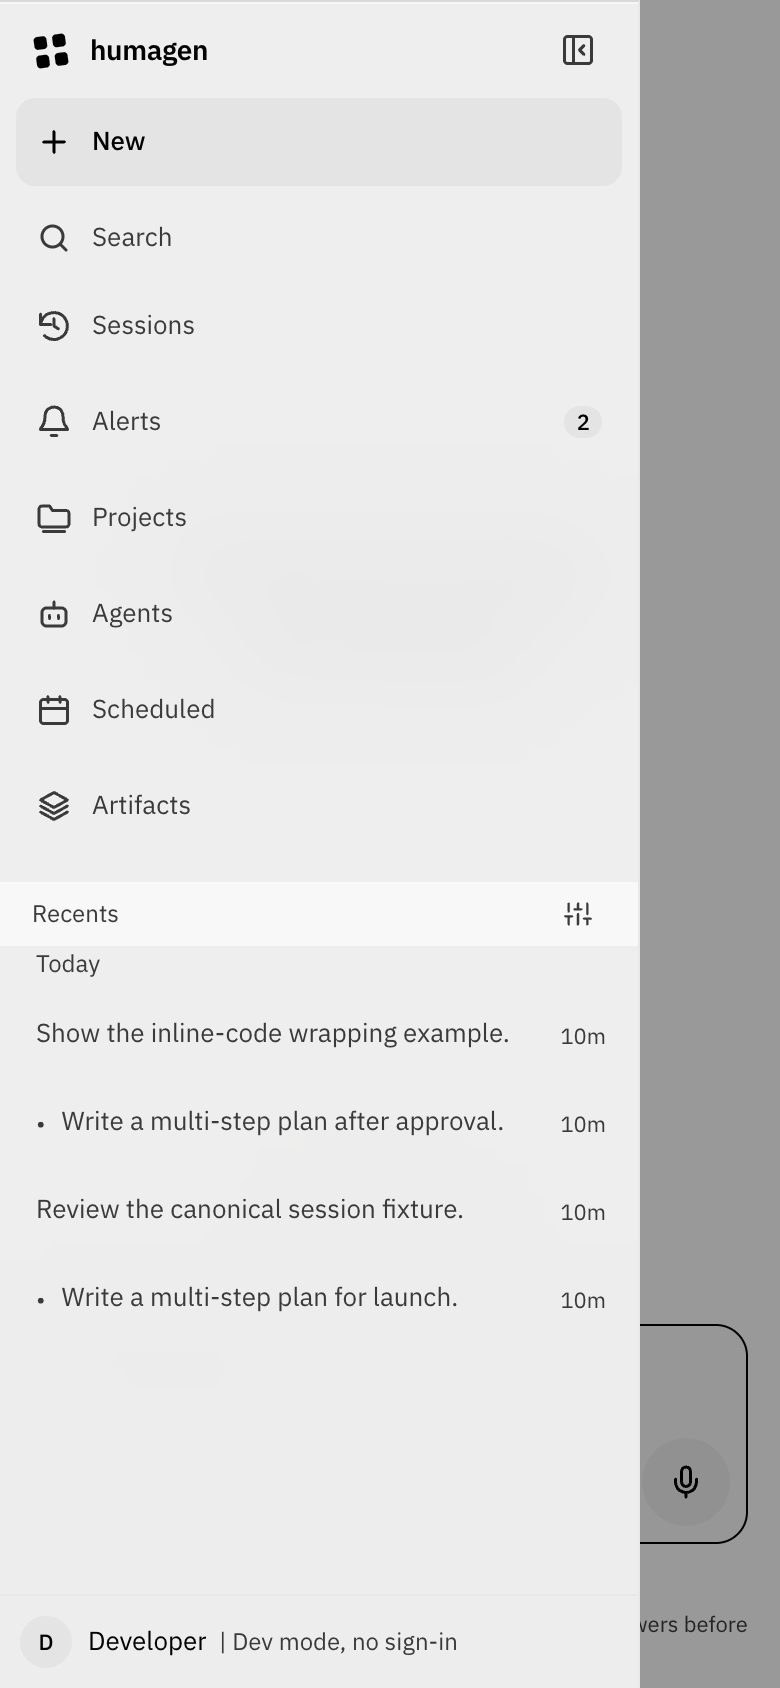 humagen
New
Search
Sessions
Alerts 2
Projects
Agents
Scheduled
Artifacts
Recents
Today
Show the inline-code wrapping example. 10m
• Write a multi-step plan after approval. 10m
Review the canonical session fixture. 10m
• Write a multi-step plan for launch. 10m
before
D Developer | Dev mode, no sign-in